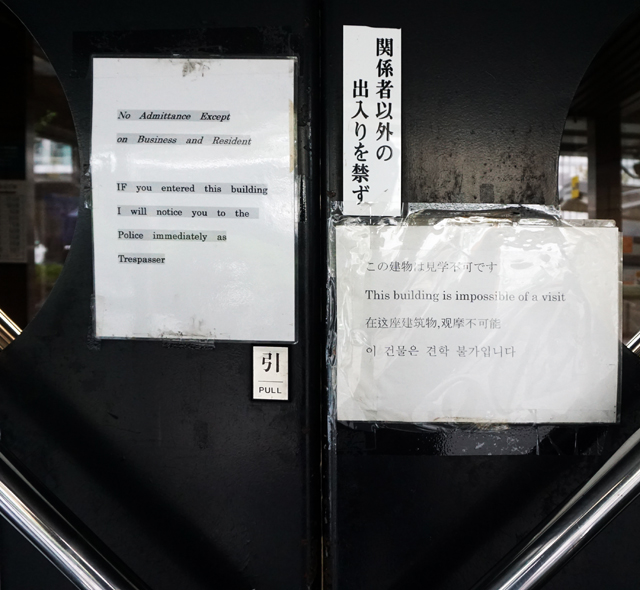 No Admittance Except
on Business and Resident
IF you entered this building
I will notice you to the
Police immediately as
Trespasser
引
PULL
関係者以外の
出入りを禁ず
この建物は見学不可です
This building is impossible of a visit
在这座建筑物,观摩不可能
이 건물은 견학 불가입니다